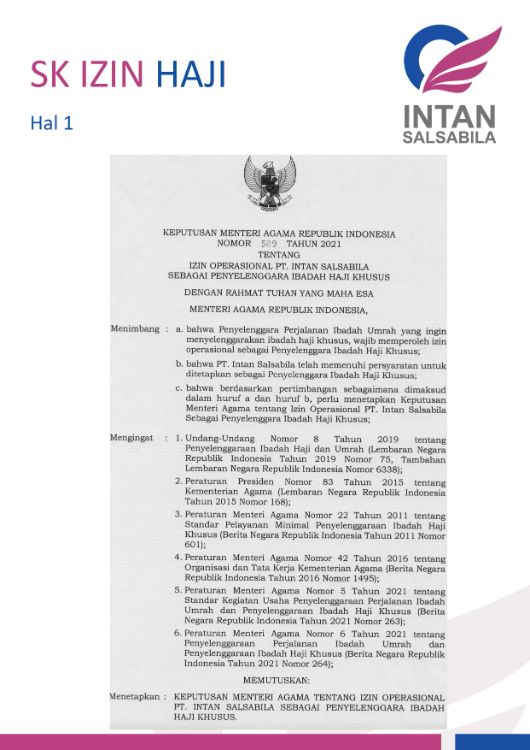 SK IZIN HAJI
Hal 1
INTAN
SALSABILA
KEPUTUSAN MENTERI AGAMA REPUBLIK INDONESIA
NOMOR 589 TAHUN 2021
TENTANG
IZIN OPERASIONAL PT. INTAN SALSABILA
SEBAGAI PENYELENGGARA IBADAH HAJI KHUSUS
DENGAN RAHMAT TUHAN YANG MAHA ESA
MENTERI AGAMA REPUBLIK INDONESIA,
Menimbang : a. bahwa Penyelenggara Perjalanan Ibadah Umrah yang ingin
menyelenggarakan ibadah haji khusus, wajib memperoleh izin
operasional sebagai Penyelenggara Ibadah Haji Khusus;
b. bahwa PT. Intan Salsabila telah memenuhi persyaratan untuk
ditetapkan sebagai Penyelenggara Ibadah Haji Khusus;
c. bahwa berdasarkan pertimbangan sebagaimana dimaksud
dalam huruf a dan huruf b, perlu menetapkan Keputusan
Menteri Agama tentang Izin Operasional PT. Intan Salsabila
Sebagai Penyelenggara Ibadah Haji Khusus;
Mengingat : 1. Undang-Undang Nomor 8 Tahun 2019 tentang
Penyelenggaraan Ibadah Haji dan Umrah (Lembaran Negara
Republik Indonesia Tahun 2019 Nomor 75, Tambahan
Lembaran Negara Republik Indonesia Nomor 6338);
2. Peraturan Presiden Nomor 83 Tahun 2015 tentang
Kementerian Agama (Lembaran Negara Republik Indonesia
Tahun 2015 Nomor 168);
3. Peraturan Menteri Agama Nomor 22 Tahun 2011 tentang
Standar Pelayanan Minimal Penyelenggaraan Ibadah Haji
Khusus (Berita Negara Republik Indonesia Tahun 2011 Nomor
601);
4. Peraturan Menteri Agama Nomor 42 Tahun 2016 tentang
Organisasi dan Tata Kerja Kementerian Agama (Berita Negara
Republik Indonesia Tahun 2016 Nomor 1495);
5. Peraturan Menteri Agama Nomor 5 Tahun 2021 tentang
Standar Kegiatan Usaha Penyelenggaraan Perjalanan Ibadah
Umrah dan Penyelenggaraan Ibadah Haji Khusus (Berita
Negara Republik Indonesia Tahun 2021 Nomor 263);
6. Peraturan Menteri Agama Nomor 6 Tahun 2021 tentang
Penyelenggaraan Perjalanan Ibadah Umrah dan
Penyelenggaraan Ibadah Haji Khusus (Berita Negara Republik
Indonesia Tahun 2021 Nomor 264);
MEMUTUSKAN:
Menetapkan : KEPUTUSAN MENTERI AGAMA TENTANG IZIN OPERASIONAL
PT. INTAN SALSABILA SEBAGAI PENYELENGGARA IBADAH
HAJI KHUSUS.